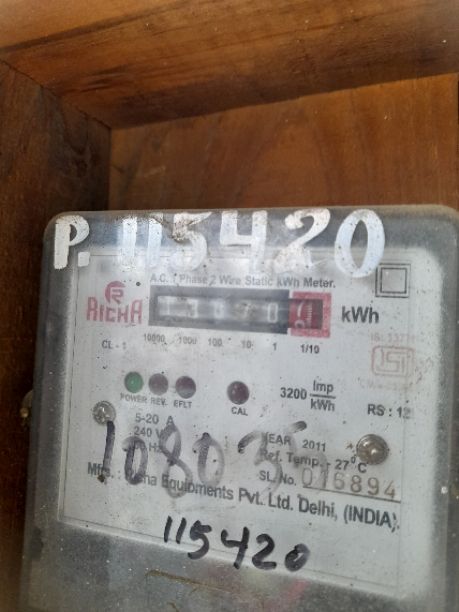 P. 115420
A.C. 1 Phase 2 Wire Static kWh Meter.
RICHA
kWh
10000 1000 100 10 1 1/10
CL - 1
POWER REV. EFLT CAL
3200 Imp/kWh
RS : 12
5-20 A
240 V
YEAR 2011
Ref. Temp. - 27°C
SL. No. 016894
10803
Equipments Pvt. Ltd. Delhi, (INDIA)
115420